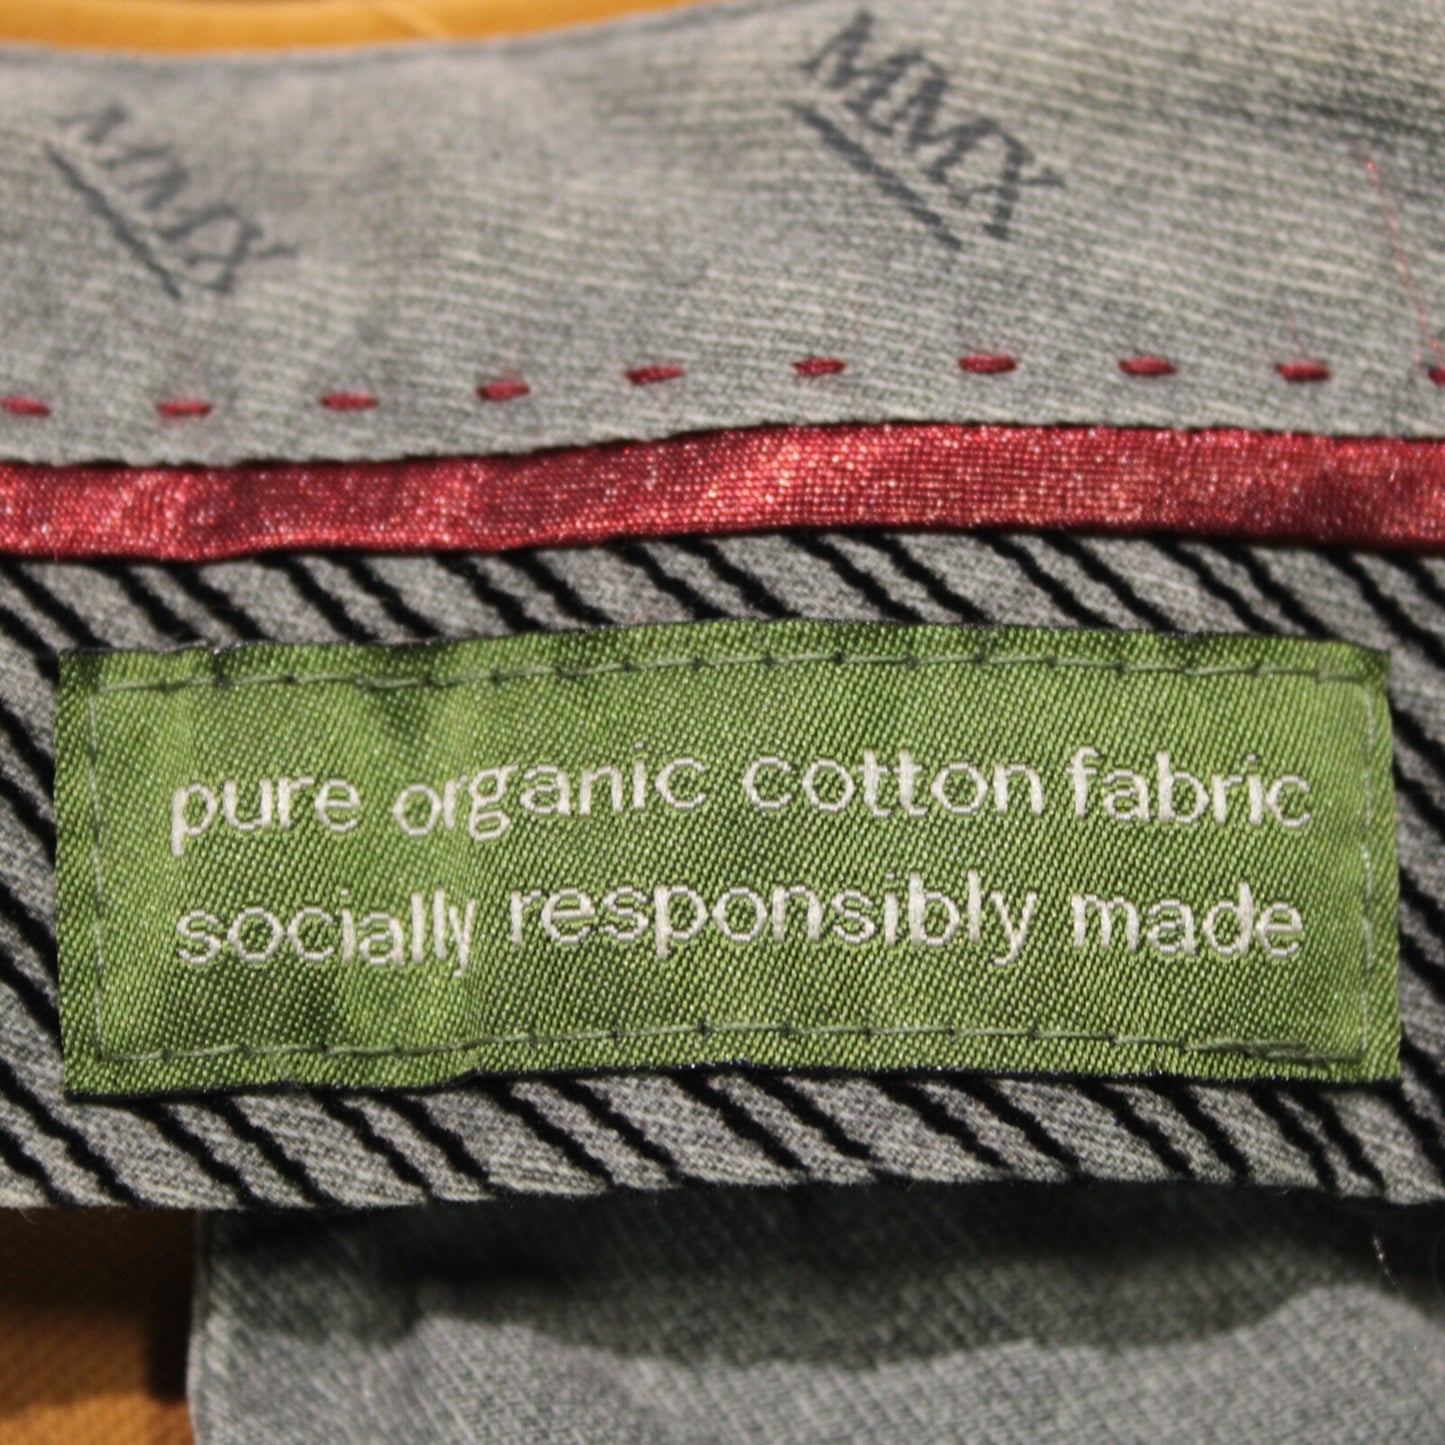 MMX
MMX
pure organic cotton fabric
socially responsibly made